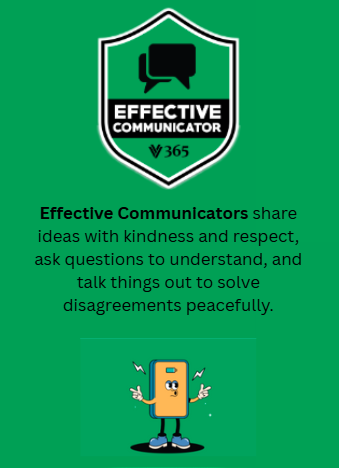 EFFECTIVE
COMMUNICATOR
365
Effective Communicators share
ideas with kindness and respect,
ask questions to understand, and
talk things out to solve
disagreements peacefully.